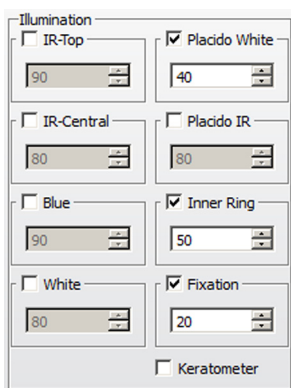 Illumination
IR-Top
Placido White
90
40
IR-Central
Placido IR
80
80
Blue
Inner Ring
90
50
White
Fixation
80
20
Keratometer